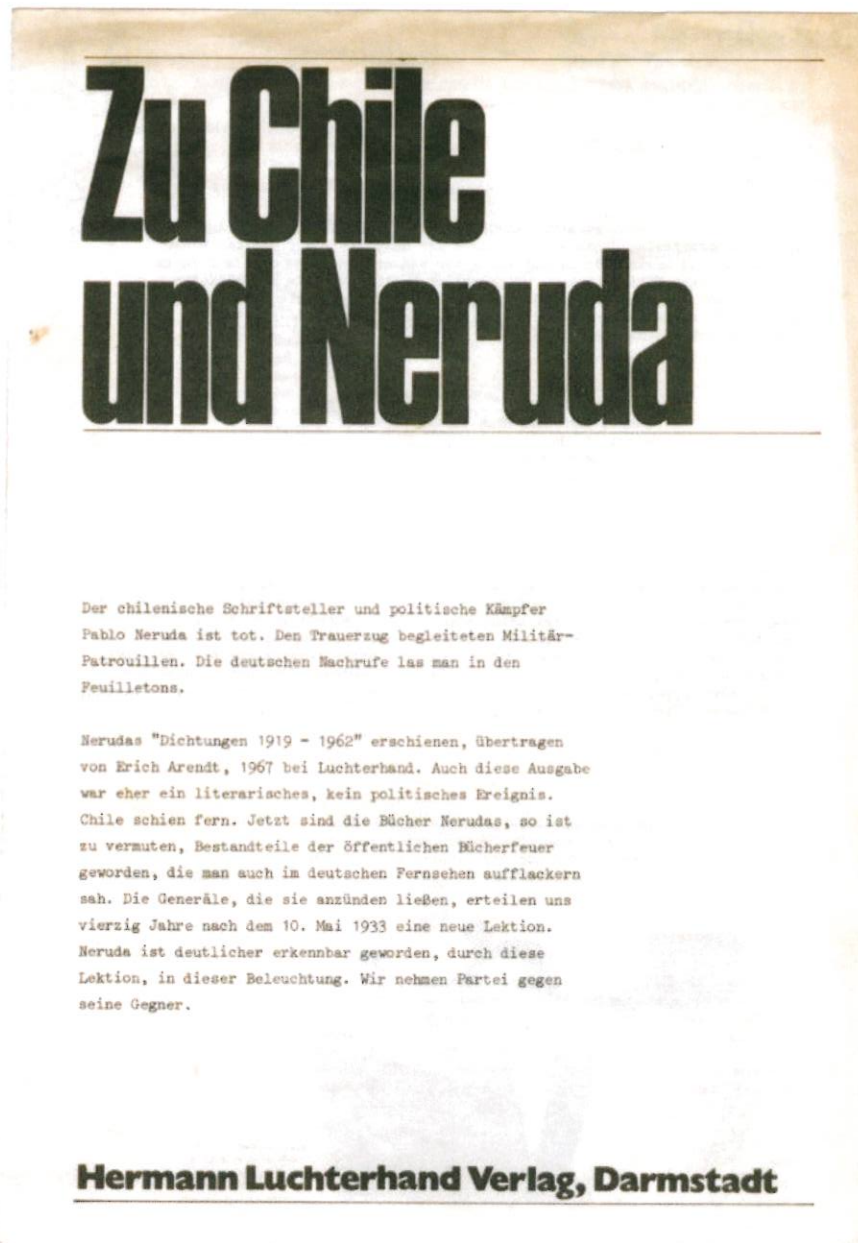 Zu Chile
und Neruda
Der chilenische Schriftsteller und politische Kämpfer
Pablo Neruda ist tot. Den Trauerzug begleiteten Militär-
Patrouillen. Die deutschen Nachrufe las man in den
Feuilletons.
Nerudas "Dichtungen 1919 - 1962" erschienen, übertragen
von Erich Arendt, 1967 bei Luchterhand. Auch diese Ausgabe
war eher ein literarisches, kein politisches Ereignis.
Chile schien fern. Jetzt sind die Bücher Nerudas, so ist
zu vermuten, Bestandteile der öffentlichen Bücherfeuer
geworden, die man auch im deutschen Fernsehen aufflackern
sah. Die Generäle, die sie anzünden ließen, erteilen uns
vierzig Jahre nach dem 10. Mai 1933 eine neue Lektion.
Neruda ist deutlicher erkennbar geworden, durch diese
Lektion, in dieser Beleuchtung. Wir nehmen Partei gegen
seine Gegner.
Hermann Luchterhand Verlag, Darmstadt